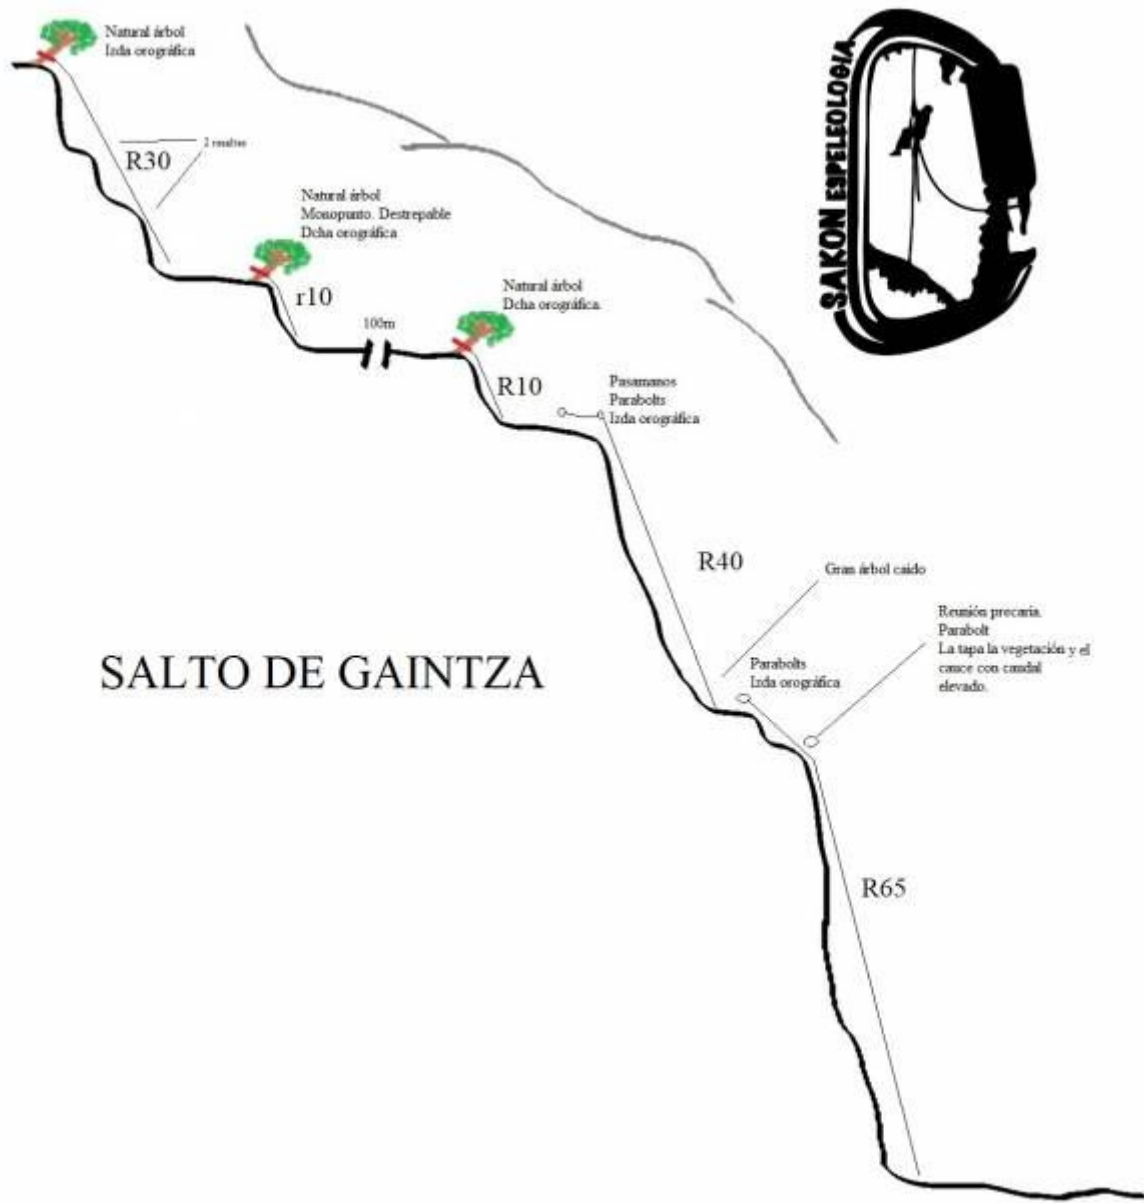 Natural árbol
Izda orográfica
R30
2 resaltes
Natural árbol
Monopunto. Destrepable
Dcha orográfica
r10
100m
Natural árbol
Dcha orográfica.
R10
Pasamanos
Parabolts
Izda orográfica
R40
Gran árbol caido
Reunión precaria.
Parabolt
La tapa la vegetación y el
cauce con caudal
elevado.
Parabolts
Izda orográfica
SALTO DE GAINTZA
R65
SAKON ESPELEOLOGIA